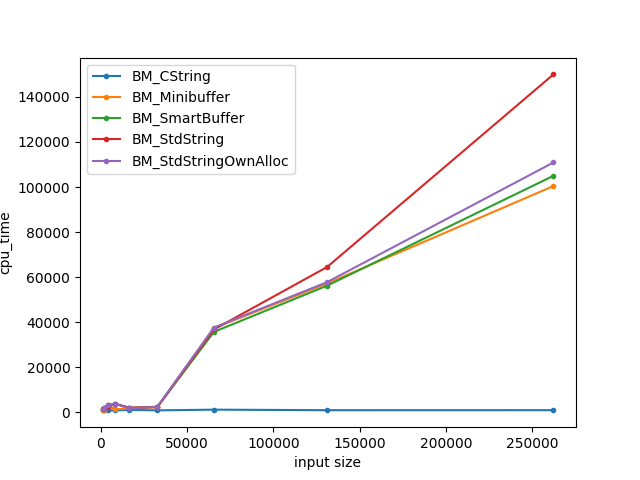 BM_CString
BM_Minibuffer
BM_SmartBuffer
BM_StdString
BM_StdStringOwnAlloc
140000
120000
100000
80000
60000
40000
20000
0
cpu_time
0 50000 100000 150000 200000 250000
input size